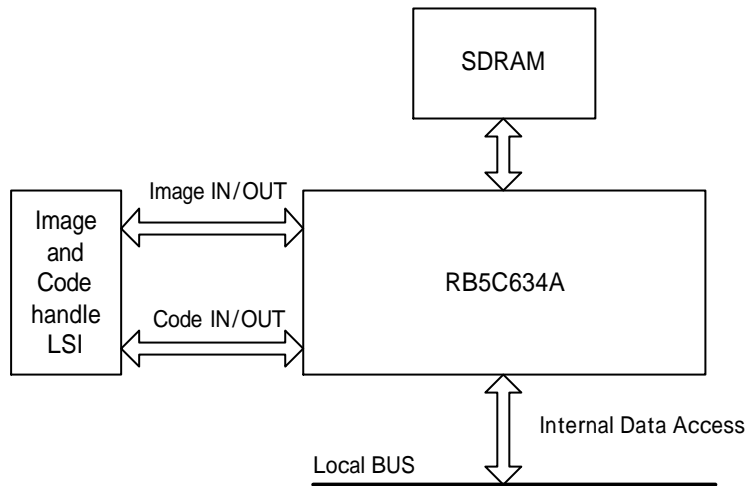 SDRAM
Image IN/OUT
Image
and
Code
handle
LSI
RB5C634A
Code IN/OUT
Internal Data Access
Local BUS